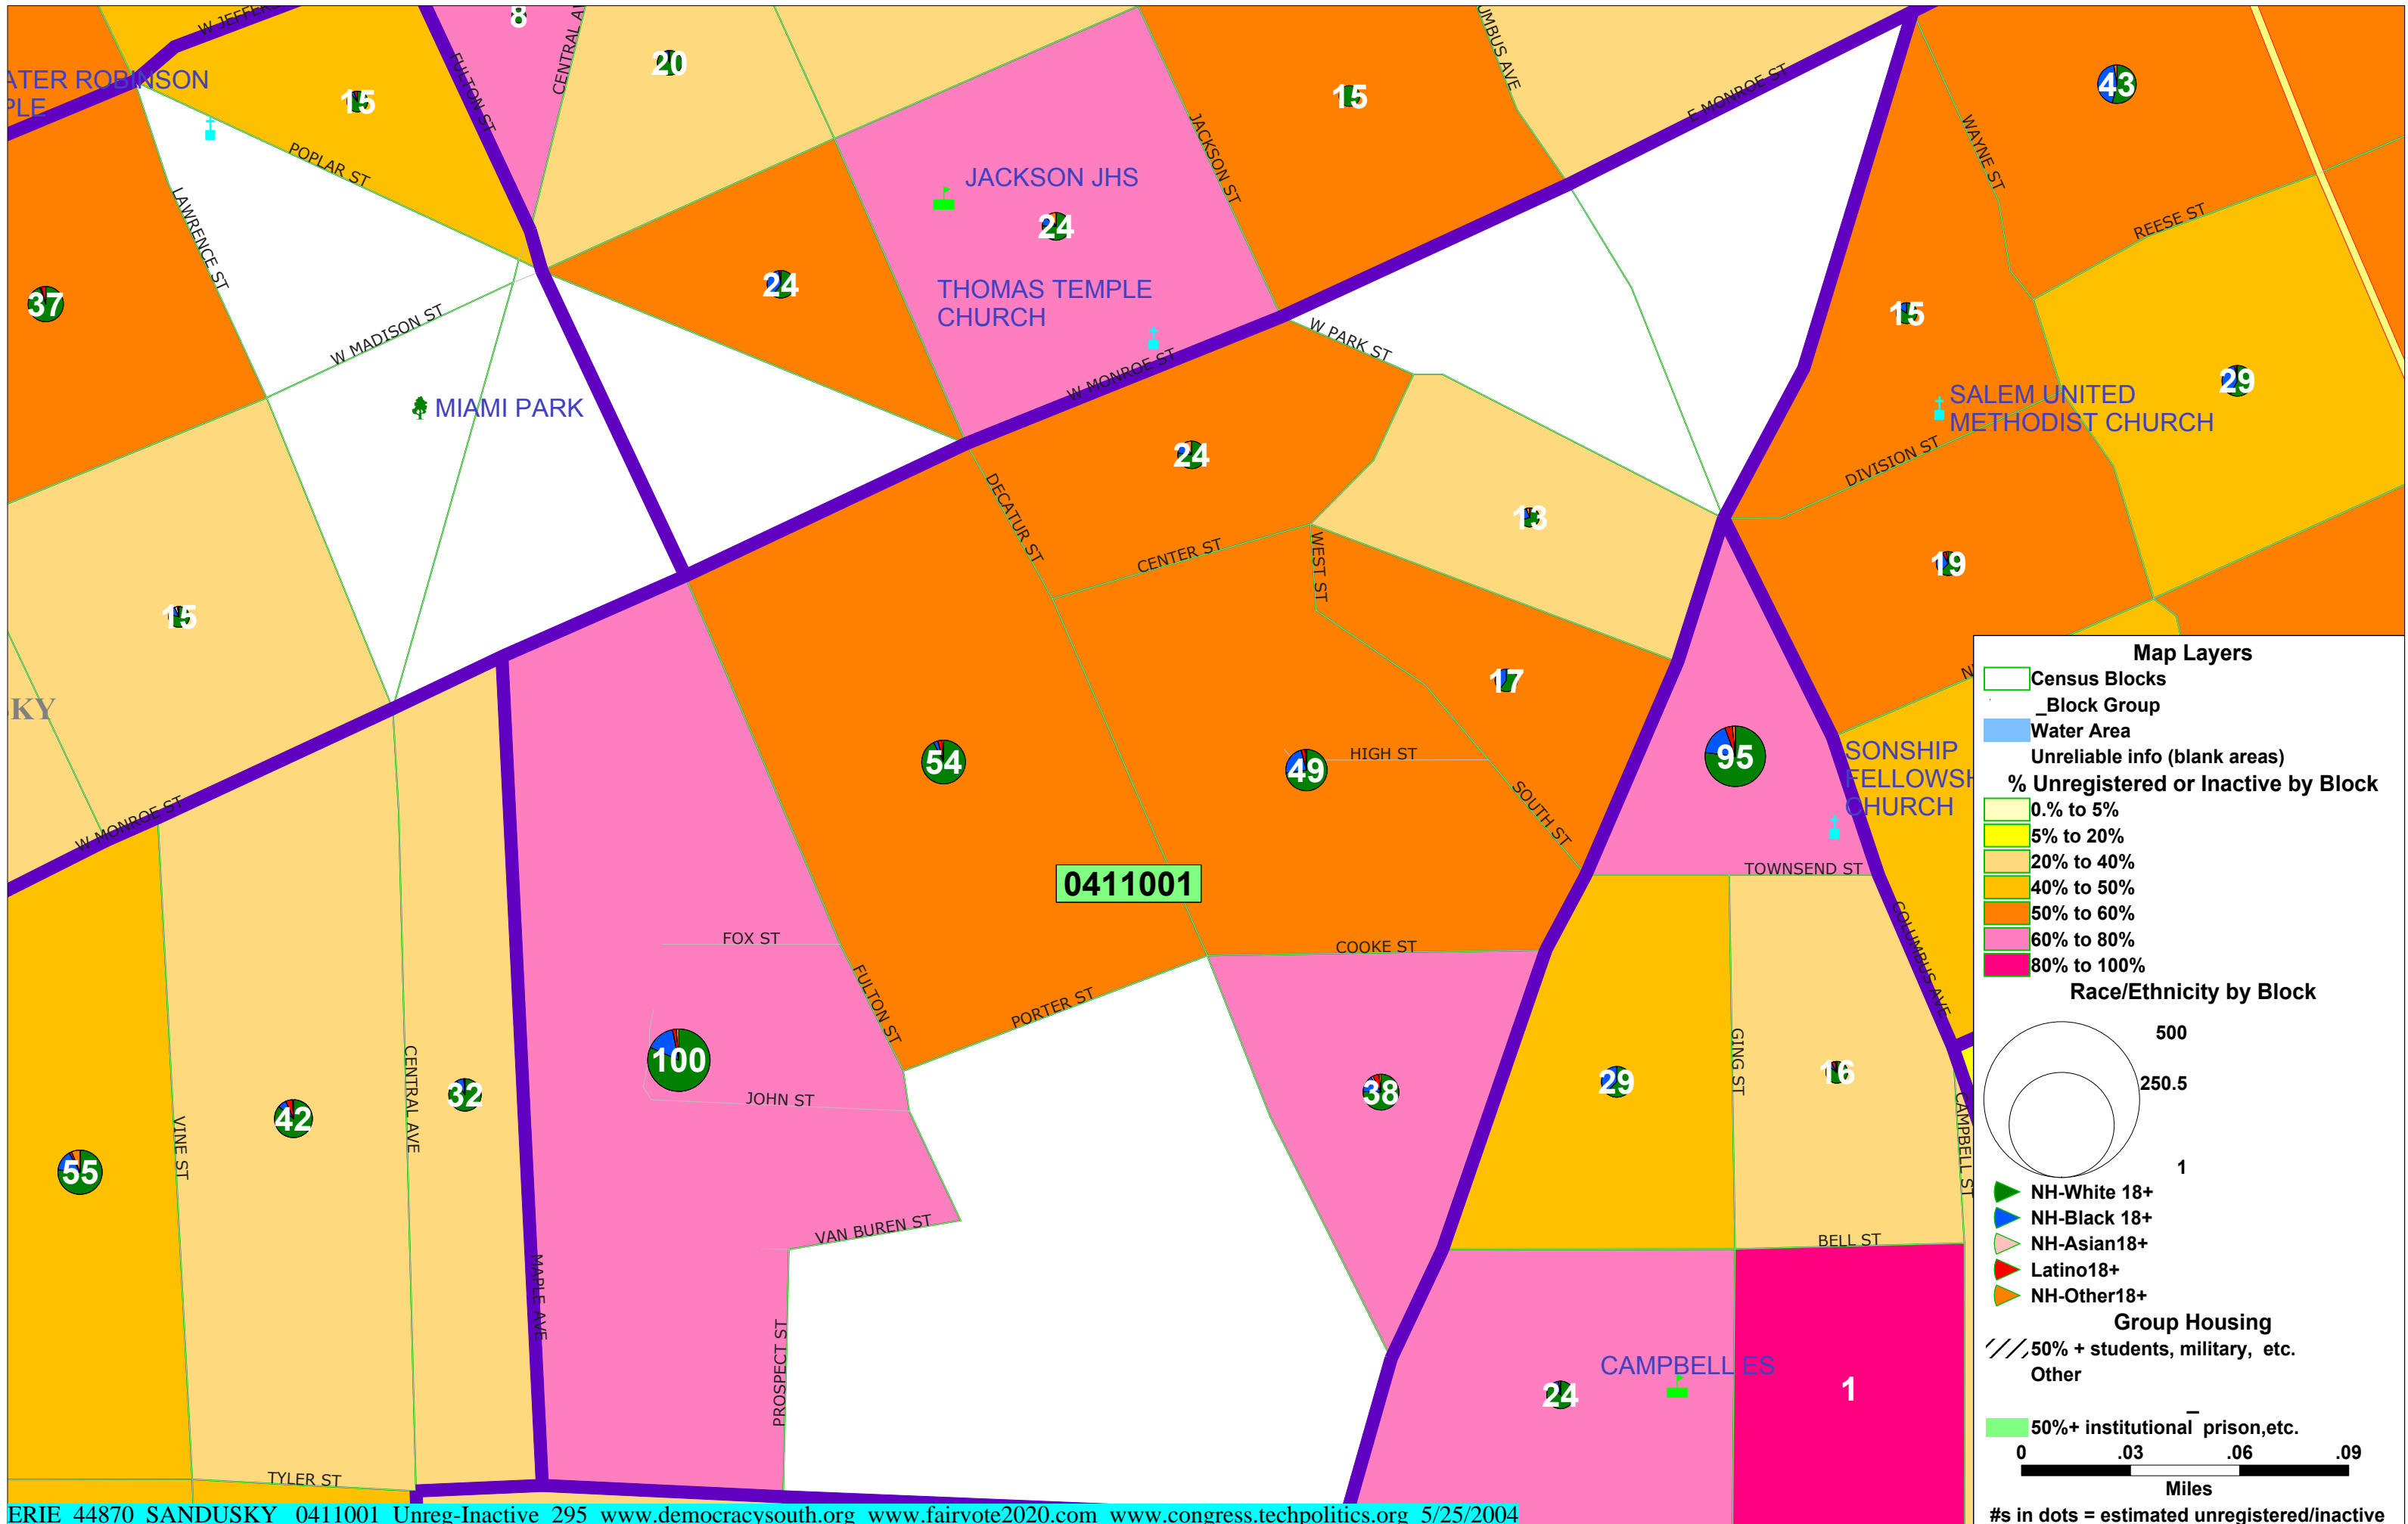 W JEFFERS
8
CENTRAL AV
20
FULTON ST
15
ATER ROBINSON
PLE
POPLAR ST
LAWRENCE ST
37
W MADISON ST
MIAMI PARK
15
24
JACKSON JHS
24
THOMAS TEMPLE
CHURCH
JACKSON ST
15
UMBUS AVE
E MONROE ST
43
WAYNE ST
REESE ST
15
29
SALEM UNITED
METHODIST CHURCH
DIVISION ST
19
W PARK ST
W MONROE ST
24
13
DECATUR ST
CENTER ST
WEST ST
17
54
49
HIGH ST
SOUTH ST
95
SONSHIP
FELLOWSH
CHURCH
TOWNSEND ST
COLUMBUS AVE
KY
W MONROE ST
0411001
FOX ST
FULTON ST
COOKE ST
PORTER ST
100
JOHN ST
38
29
GING ST
16
CAMPBELL ST
CENTRAL AVE
32
42
VINE ST
55
VAN BUREN ST
BELL ST
MAPLE AVE
PROSPECT ST
CAMPBELL ES
24
1
TYLER ST
Map Layers
Census Blocks
_Block Group
Water Area
Unreliable info (blank areas)
% Unregistered or Inactive by Block
0.% to 5%
5% to 20%
20% to 40%
40% to 50%
50% to 60%
60% to 80%
80% to 100%
Race/Ethnicity by Block
500
250.5
1
NH-White 18+
NH-Black 18+
NH-Asian18+
Latino18+
NH-Other18+
Group Housing
50% + students, military, etc.
Other
50%+ institutional_ prison,etc.
0 .03 .06 .09
Miles
#s in dots = estimated unregistered/inactive
ERIE 44870 SANDUSKY 0411001 Unreg-Inactive 295 www.democracysouth.org www.fairvote2020.com www.congress.techpolitics.org 5/25/2004